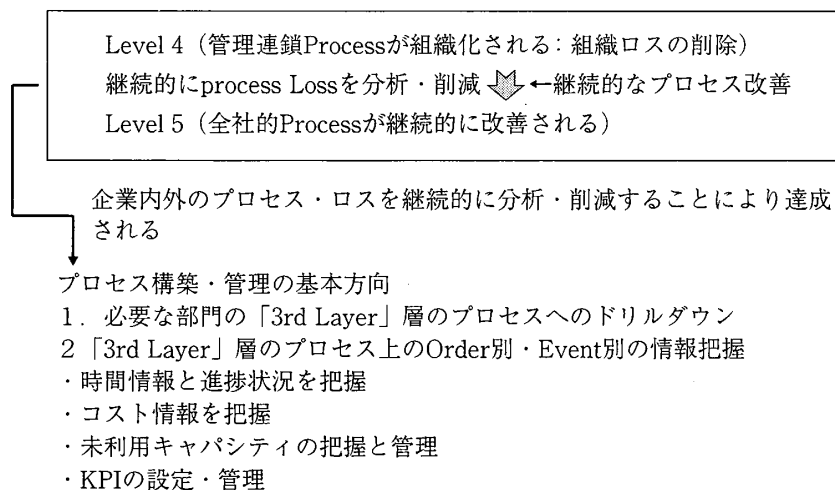 Level 4（管理連鎖Processが組織化される：組織ロスの削除）
継続的にprocess Lossを分析・削減 ←継続的なプロセス改善
Level 5（全社的Processが継続的に改善される）
企業内外のプロセス・ロスを継続的に分析・削減することにより達成
される
プロセス構築・管理の基本方向
１．必要な部門の「3rd Layer」層のプロセスへのドリルダウン
２「3rd Layer」層のプロセス上のOrder別・Event別の情報把握
・時間情報と進捗状況を把握
・コスト情報を把握
・未利用キャパシティの把握と管理
・KPIの設定・管理